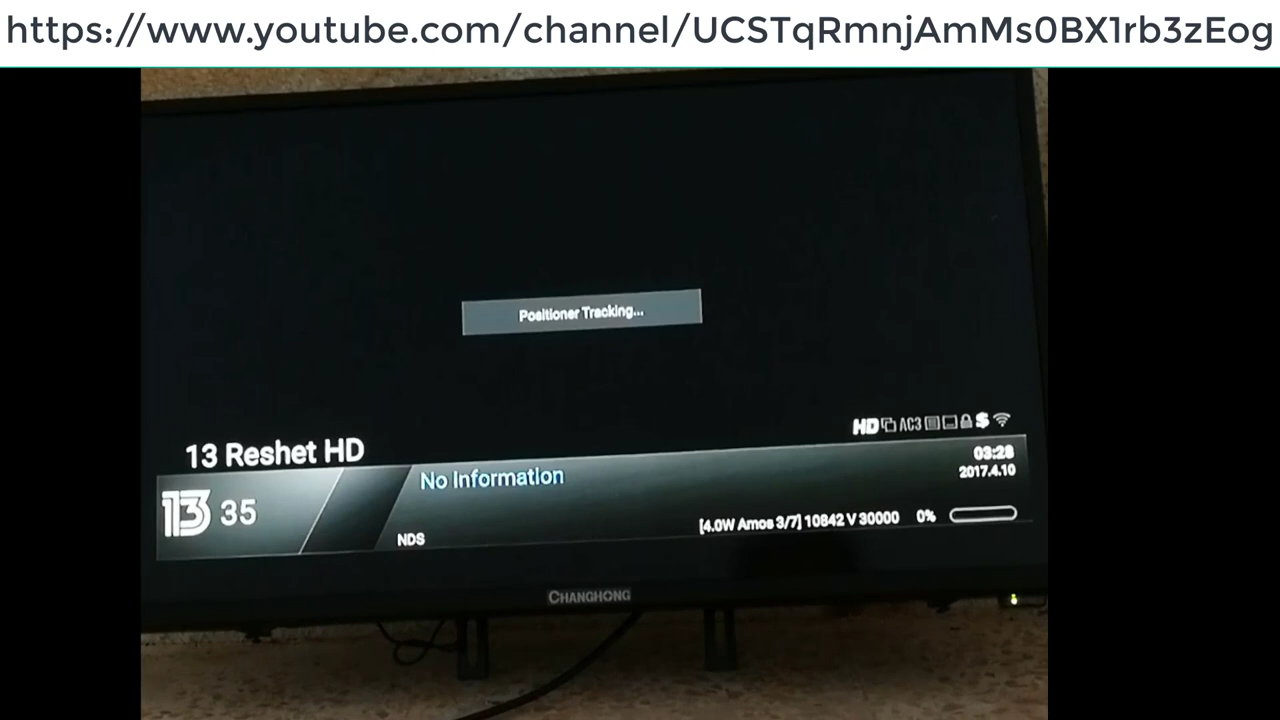 https://www.youtube.com/channel/UCSTqRmnjAmMs0BX1rb3zEog
Positioner Tracking...
HD AC3 $
13 Reshet HD
03:28
No Information
2017.4.10
13 35
[4.0W Amos 3/7] 10842 V 30000 0%
NDS
CHANGHONG